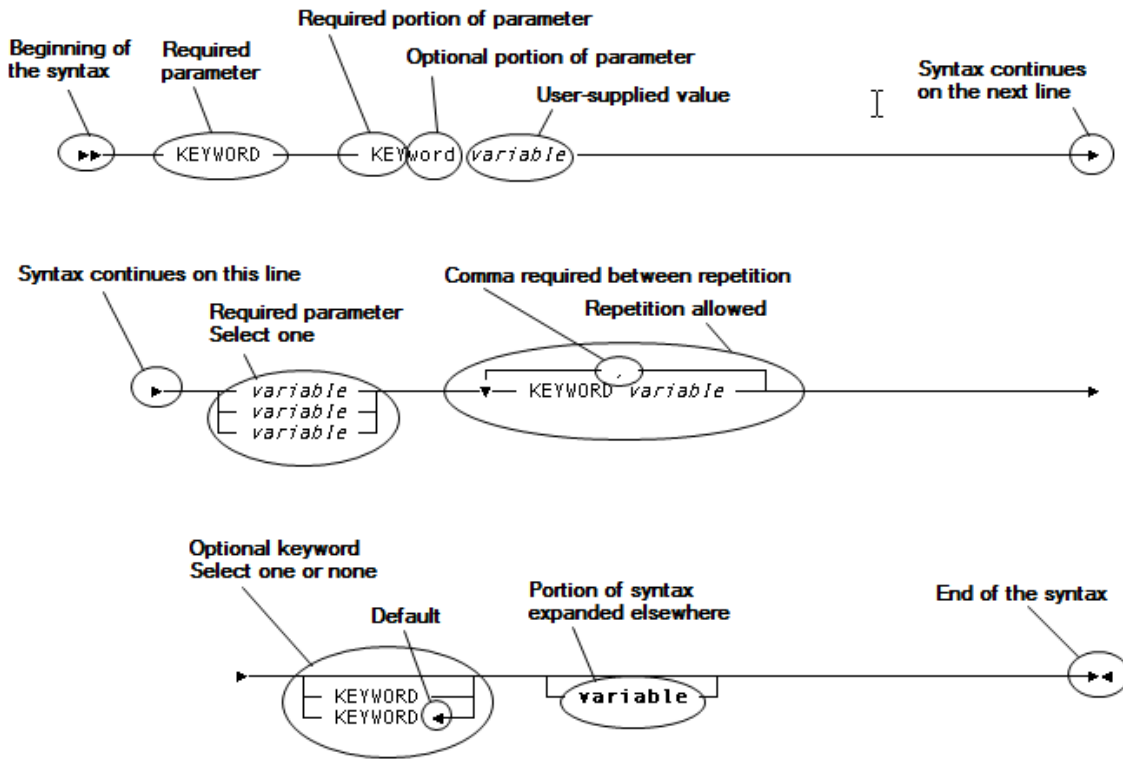 Required portion of parameter
Beginning of
the syntax
Required
parameter
Optional portion of parameter
User-supplied value
Syntax continues
on the next line
KEYWORD KEYword variable
Syntax continues on this line
Required parameter
Select one
Comma required between repetition
Repetition allowed
,
variable
variable
variable
KEYWORD variable
Optional keyword
Select one or none
Default
Portion of syntax
expanded elsewhere
End of the syntax
KEYWORD
KEYWORD
variable